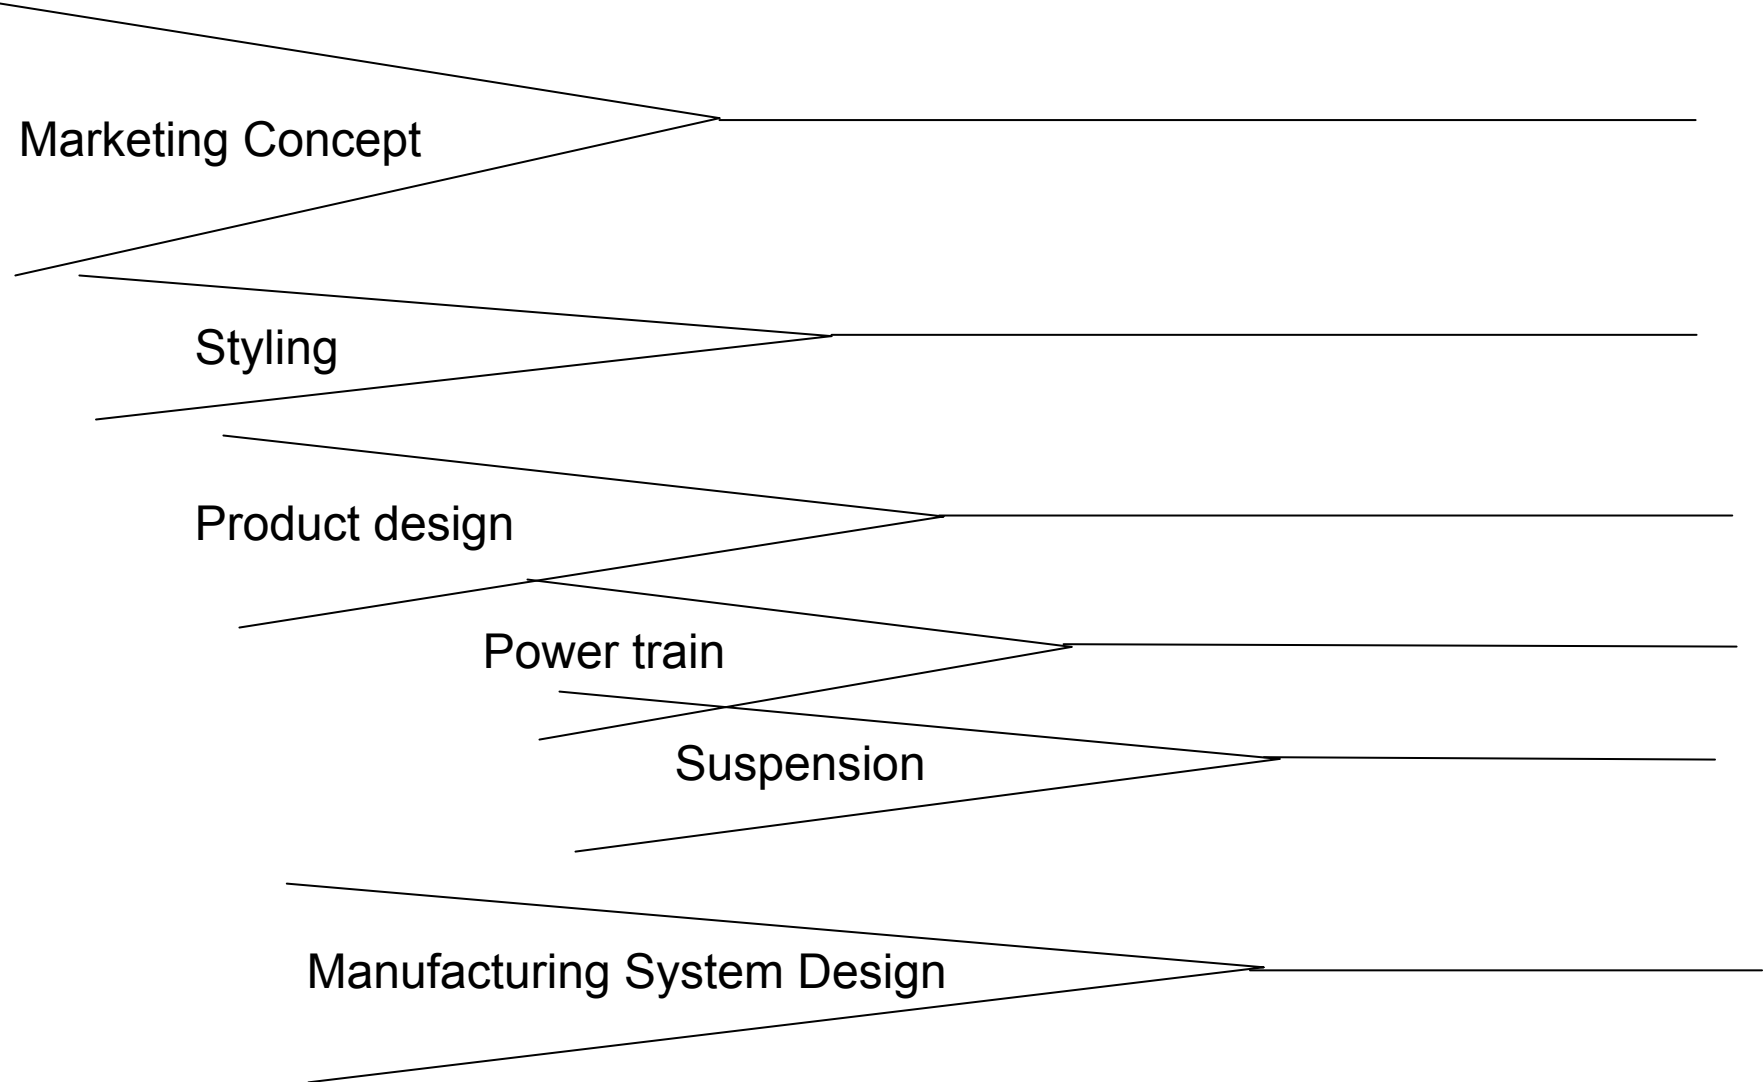 Marketing Concept
Styling
Product design
Power train
Suspension
Manufacturing System Design